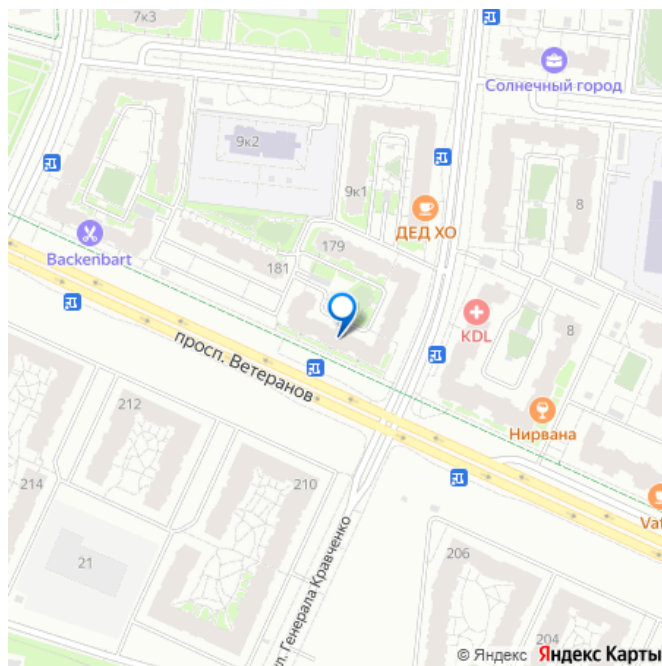 7к3
Солнечный город
9к2
9к1
8
ДЕД ХО
Backenbart
179
181
KDL
8
просп. Ветеранов
212
Нирвана
210
214
Vaf
21
ул. Генерала Кравченко
206
204
© Яндекс Яндекс Карты